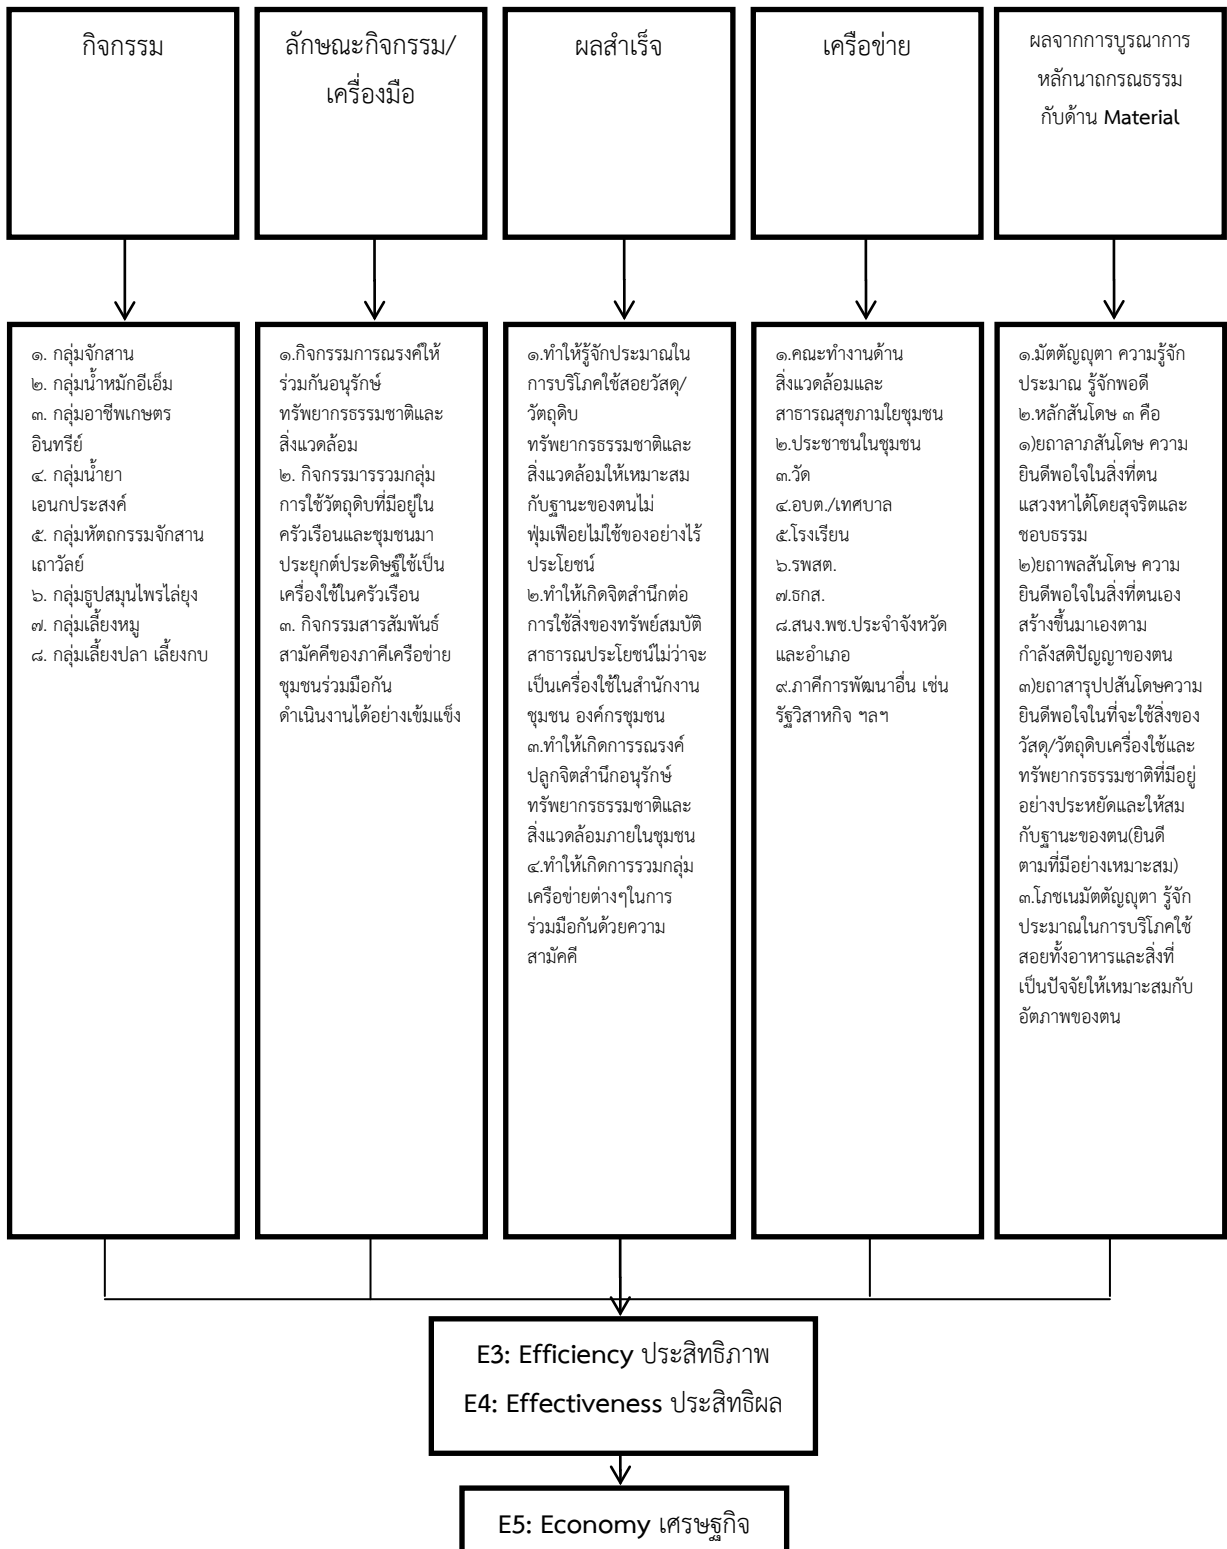 กิจกรรม
ลักษณะกิจกรรม/
เครื่องมือ
ผลสำเร็จ
เครือข่าย
ผลจากการบูรณาการ
หลักนาถกรณธรรม
กับด้าน Material
๑. กลุ่มจักสาน
๒. กลุ่มน้ำหมักอีเอ็ม
๓. กลุ่มอาชีพเกษตร
อินทรีย์
๔. กลุ่มน้ำยา
เอนกประสงค์
๕. กลุ่มหัตถกรรมจักสาน
เถาวัลย์
๖. กลุ่มธูปสมุนไพรไล่ยุง
๗. กลุ่มเลี้ยงหมู
๘. กลุ่มเลี้ยงปลา เลี้ยงกบ
๑.กิจกรรมการณรงค์ให้
ร่วมกันอนุรักษ์
ทรัพยากรธรรมชาติและ
สิ่งแวดล้อม
๒. กิจกรรมารรวมกลุ่ม
การใช้วัตถุดิบที่มีอยู่ใน
ครัวเรือนและชุมชนมา
ประยุกต์ประดิษฐ์ใช้เป็น
เครื่องใช้ในครัวเรือน
๓. กิจกรรมสารสัมพันธ์
สามัคคีของภาคีเครือข่าย
ชุมชนร่วมมือกัน
ดำเนินงานได้อย่างเข้มแข็ง
๑.ทำให้รู้จักประมาณใน
การบริโภคใช้สอยวัสดุ/
วัตถุดิบ
ทรัพยากรธรรมชาติและ
สิ่งแวดล้อมให้เหมาะสม
กับฐานะของตนไม่
ฟุ่มเฟือยไม่ใช้ของอย่างไร้
ประโยชน์
๒.ทำให้เกิดจิตสำนึกต่อ
การใช้สิ่งของทรัพย์สมบัติ
สาธารณประโยชน์ไม่ว่าจะ
เป็นเครื่องใช้ในสำนักงาน
ชุมชน องค์กรชุมชน
๓.ทำให้เกิดการรณรงค์
ปลูกจิตสำนึกอนุรักษ์
ทรัพยากรธรรมชาติและ
สิ่งแวดล้อมภายในชุมชน
๔.ทำให้เกิดการรวมกลุ่ม
เครือข่ายต่างๆในการ
ร่วมมือกันด้วยความ
สามัคคี
๑.คณะทำงานด้าน
สิ่งแวดล้อมและ
สาธารณสุขภามใยชุมชน
๒.ประชาชนในชุมชน
๓.วัด
๔.อบต./เทศบาล
๕.โรงเรียน
๖.รพสต.
๗.ธกส.
๘.สนง.พช.ประจำจังหวัด
และอำเภอ
๙.ภาคีการพัฒนาอื่น เช่น
รัฐวิสาหกิจ ฯลฯ
๑.มัตตัญญุตา ความรู้จัก
ประมาณ รู้จักพอดี
๒.หลักสันโดษ ๓ คือ
๑)ยถาลาภสันโดษ ความ
ยินดีพอใจในสิ่งที่ตน
แสวงหาได้โดยสุจริตและ
ชอบธรรม
๒)ยถาพลสันโดษ ความ
ยินดีพอใจในสิ่งที่ตนเอง
สร้างขึ้นมาเองตาม
กำลังสติปัญญาของตน
๓)ยถาสารุปปสันโดษความ
ยินดีพอใจในที่จะใช้สิ่งของ
วัสดุ/วัตถุดิบเครื่องใช้และ
ทรัพยากรธรรมชาติที่มีอยู่
อย่างประหยัดและให้สม
กับฐานะของตน(ยินดี
ตามที่มีอย่างเหมาะสม)
๓.โภชเนมัตตัญญุตา รู้จัก
ประมาณในการบริโภคใช้
สอยทั้งอาหารและสิ่งที่
เป็นปัจจัยให้เหมาะสมกับ
อัตภาพของตน
E3: Efficiency ประสิทธิภาพ
E4: Effectiveness ประสิทธิผล
E5: Economy เศรษฐกิจ